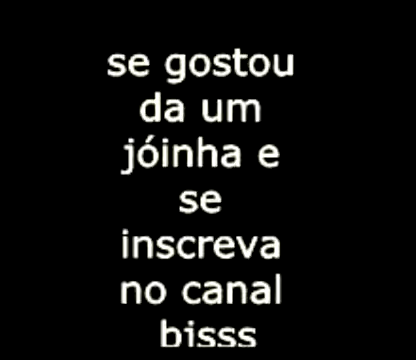 se gostou
da um
jóinha e
se
inscreva
no canal
bisss